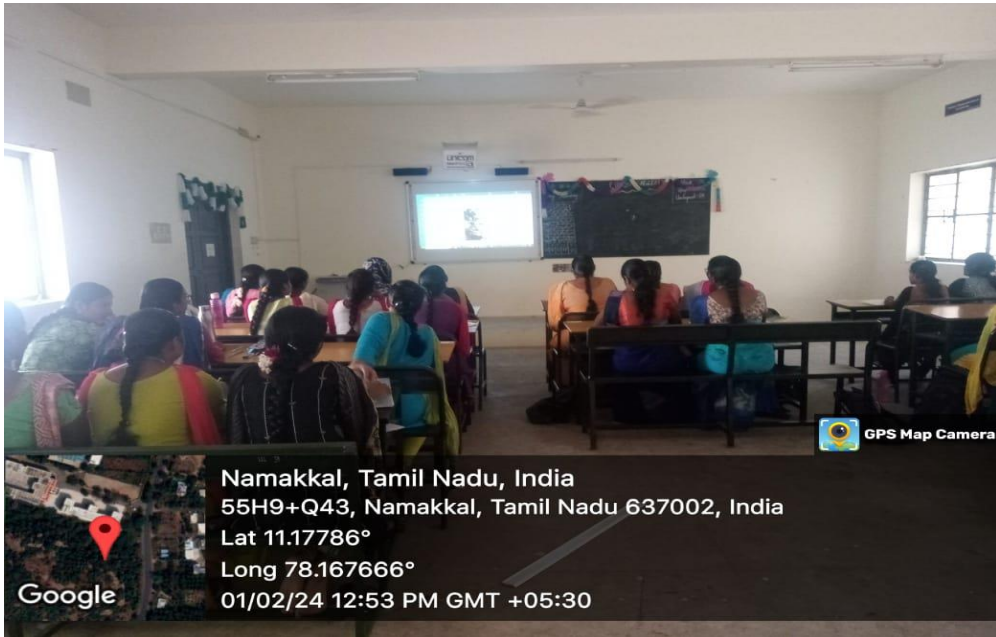 unicom
GPS Map Camera
Namakkal, Tamil Nadu, India
55H9+Q43, Namakkal, Tamil Nadu 637002, India
Lat 11.17786°
Long 78.167666°
01/02/24 12:53 PM GMT +05:30
Google